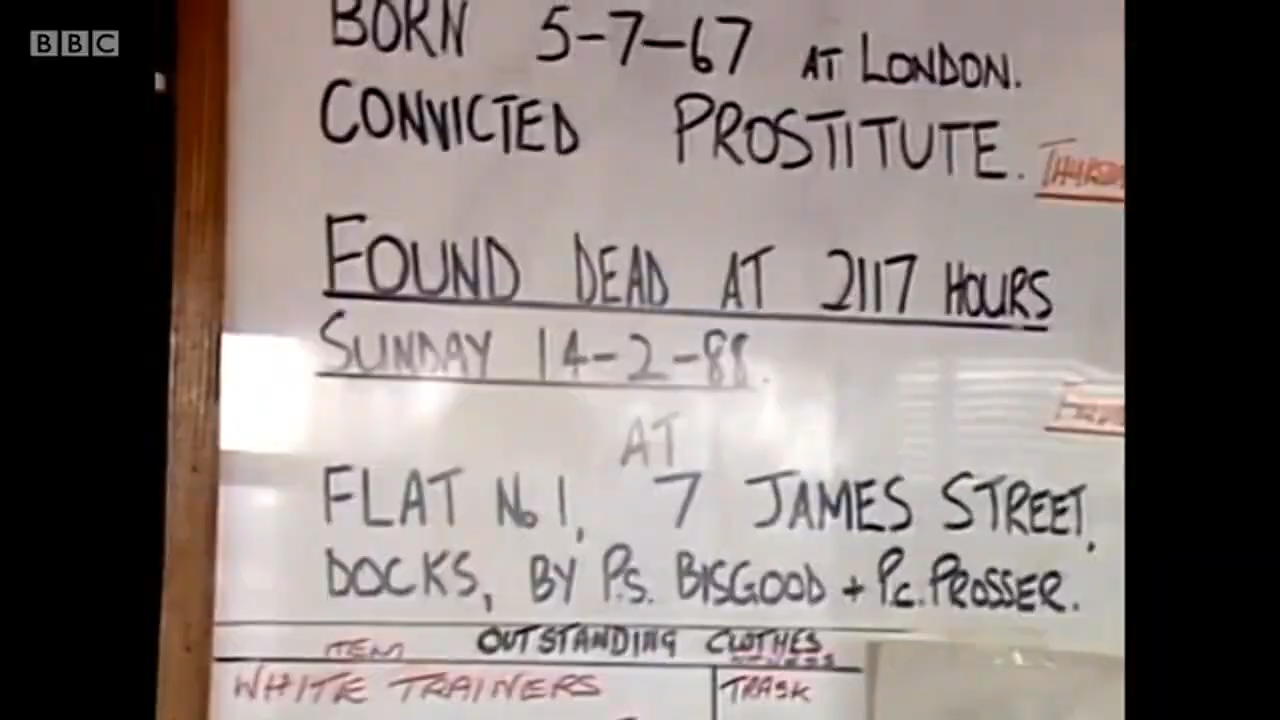 BBC
BORN 5-7-67 AT LONDON.
CONVICTED PROSTITUTE.
FOUND DEAD AT 2117 HOURS
SUNDAY 14-2-88.
AT
FLAT No 1, 7 JAMES STREET,
DOCKS, BY P.S. BISGOOD + P.C. PROSSER.
ITEM OUTSTANDING CLOTHES
WHITE TRAINERS TRASK